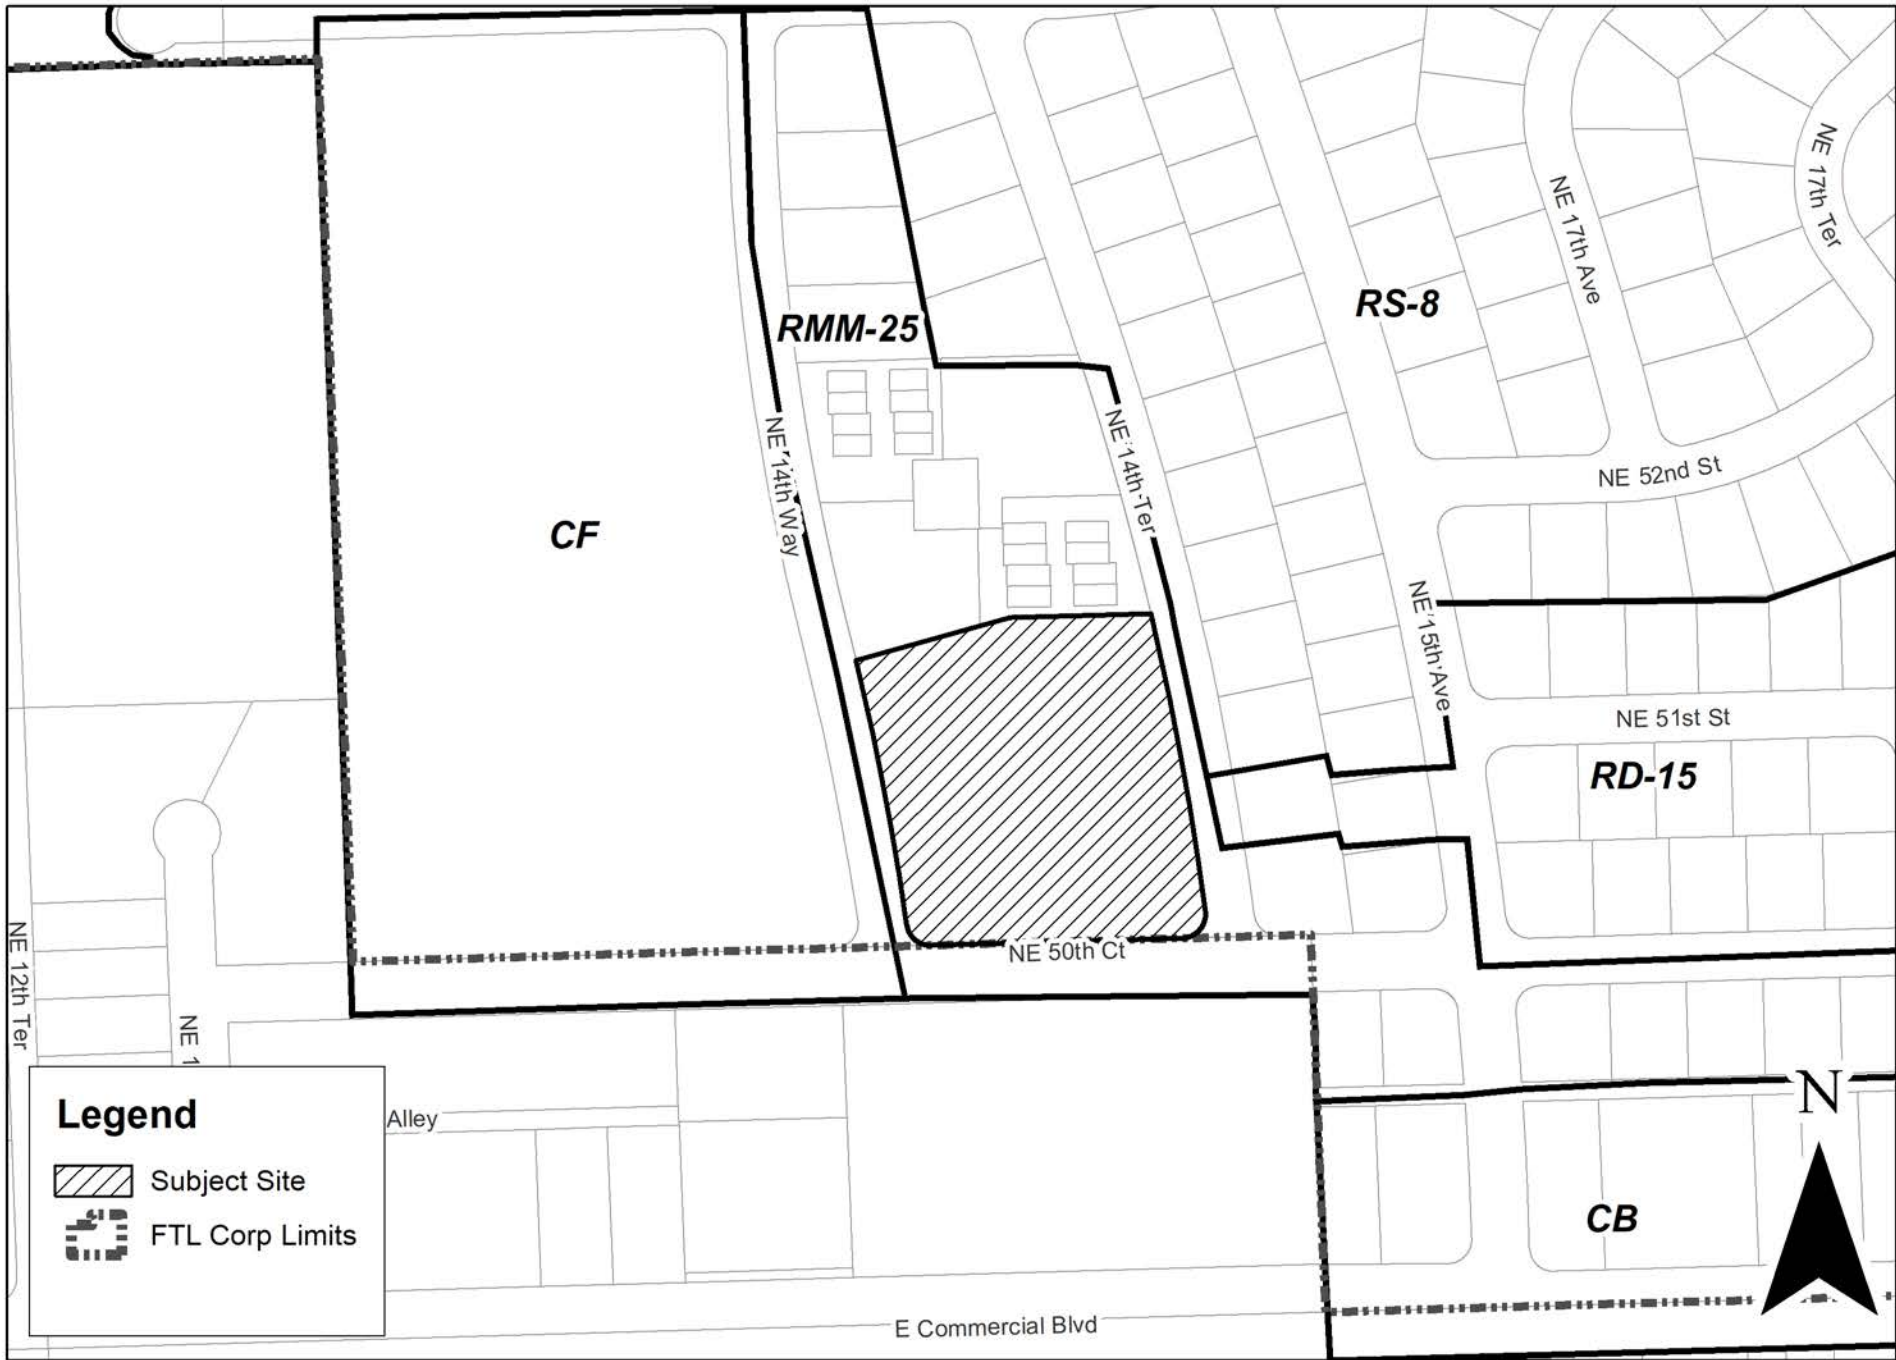 NE 17th Ter
NE 17th Ave
RS-8
RMM-25
NE 14th Way
NE 14th Ter
NE 52nd St
CF
NE 15th Ave
NE 51st St
RD-15
NE 12th Ter
NE 50th Ct
NE 1
Legend
Subject Site
FTL Corp Limits
Alley
N
CB
E Commercial Blvd